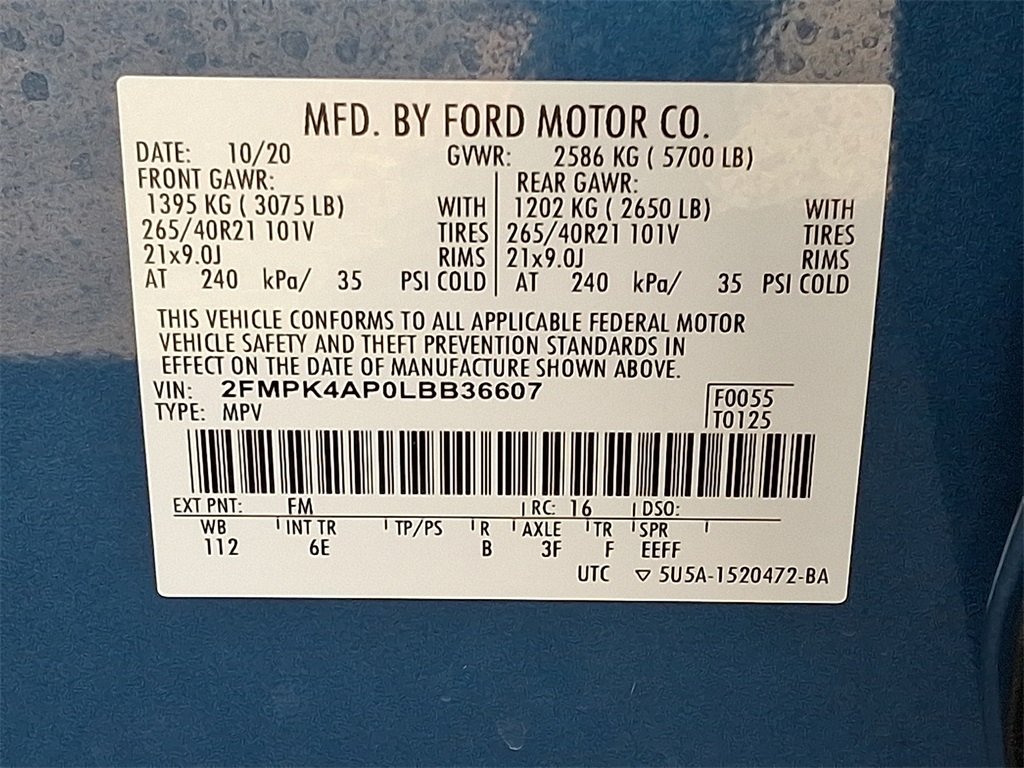 MFD. BY FORD MOTOR CO.
DATE: 10/20 GVWR: 2586 KG ( 5700 LB)
FRONT GAWR: REAR GAWR:
1395 KG ( 3075 LB) WITH 1202 KG ( 2650 LB) WITH
265/40R21 101V TIRES 265/40R21 101V TIRES
21x9.0J RIMS 21x9.0J RIMS
AT 240 kPa/ 35 PSI COLD AT 240 kPa/ 35 PSI COLD
THIS VEHICLE CONFORMS TO ALL APPLICABLE FEDERAL MOTOR
VEHICLE SAFETY AND THEFT PREVENTION STANDARDS IN
EFFECT ON THE DATE OF MANUFACTURE SHOWN ABOVE.
VIN: 2FMPK4AP0LBB36607 F0055
TYPE: MPV T0125
EXT PNT: FM RC: 16 DSO:
WB INT TR TP/PS R AXLE TR SPR
112 6E B 3F F EEFF
UTC ▽ 5U5A-1520472-BA